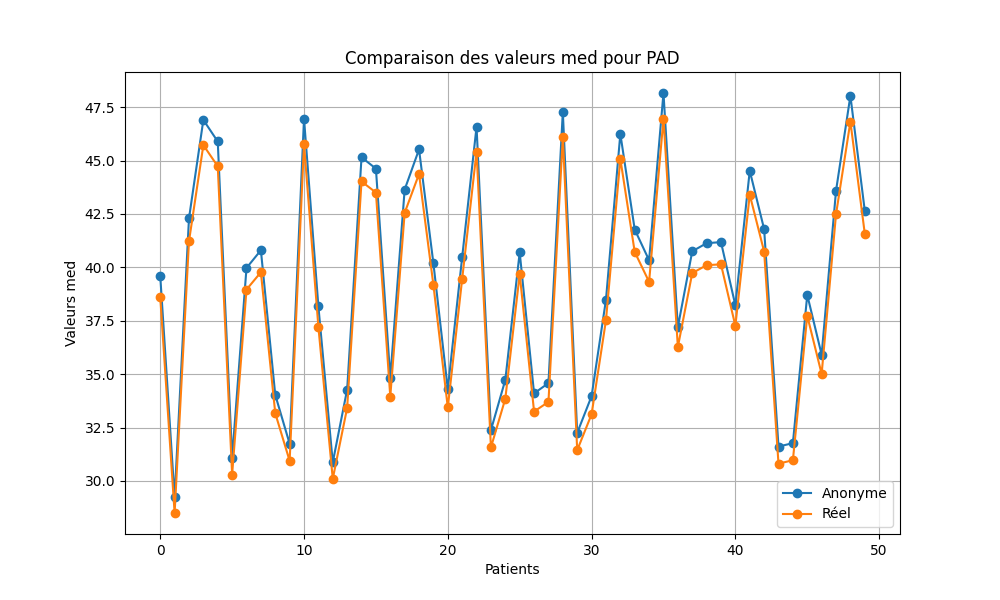 Comparaison des valeurs med pour PAD
Valeurs med
47.5
45.0
42.5
40.0
37.5
35.0
32.5
30.0
0 10 20 30 40 50
Patients
Anonyme
Réel